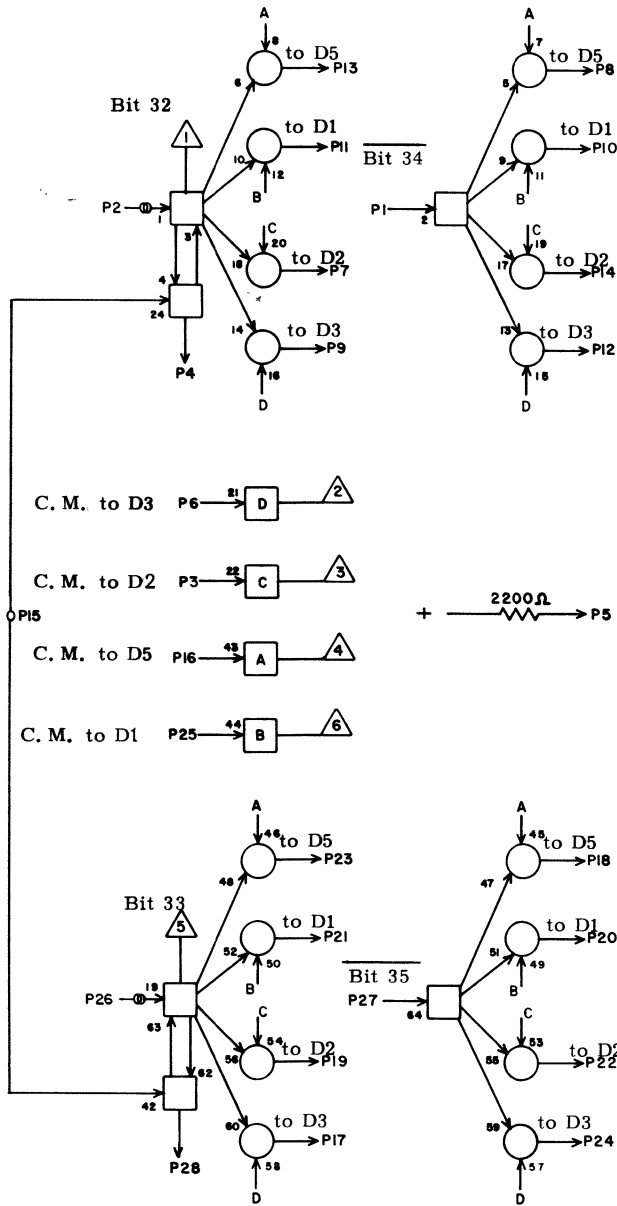 A
8
to D5
P13
6
Bit 32
1
to D1
P11
10
12
B
P2
1
3
C
20
to D2
18
P7
4
24
14
to D3
P9
16
D
P4
A
7
to D5
P8
5
to D1
P10
Bit 34
9
11
B
P1
2
C
19
to D2
17
P14
13
to D3
P12
15
D
C. M. to D3 P6 21 D 2
C. M. to D2 P3 22 C 3
P15
+ 2200Ω P5
C. M. to D5 P16 43 A 4
C. M. to D1 P25 44 B 6
A
46
to D5
P23
48
Bit 33
5
to D1
P21
52
50
B
P26
19
63
C
54
to D2
56
P19
62
42
60
to D3
P17
58
D
P28
A
45
to D5
P18
47
to D1
P20
Bit 35
51
49
B
P27
64
C
53
to D2
55
P22
59
to D3
P24
57
D